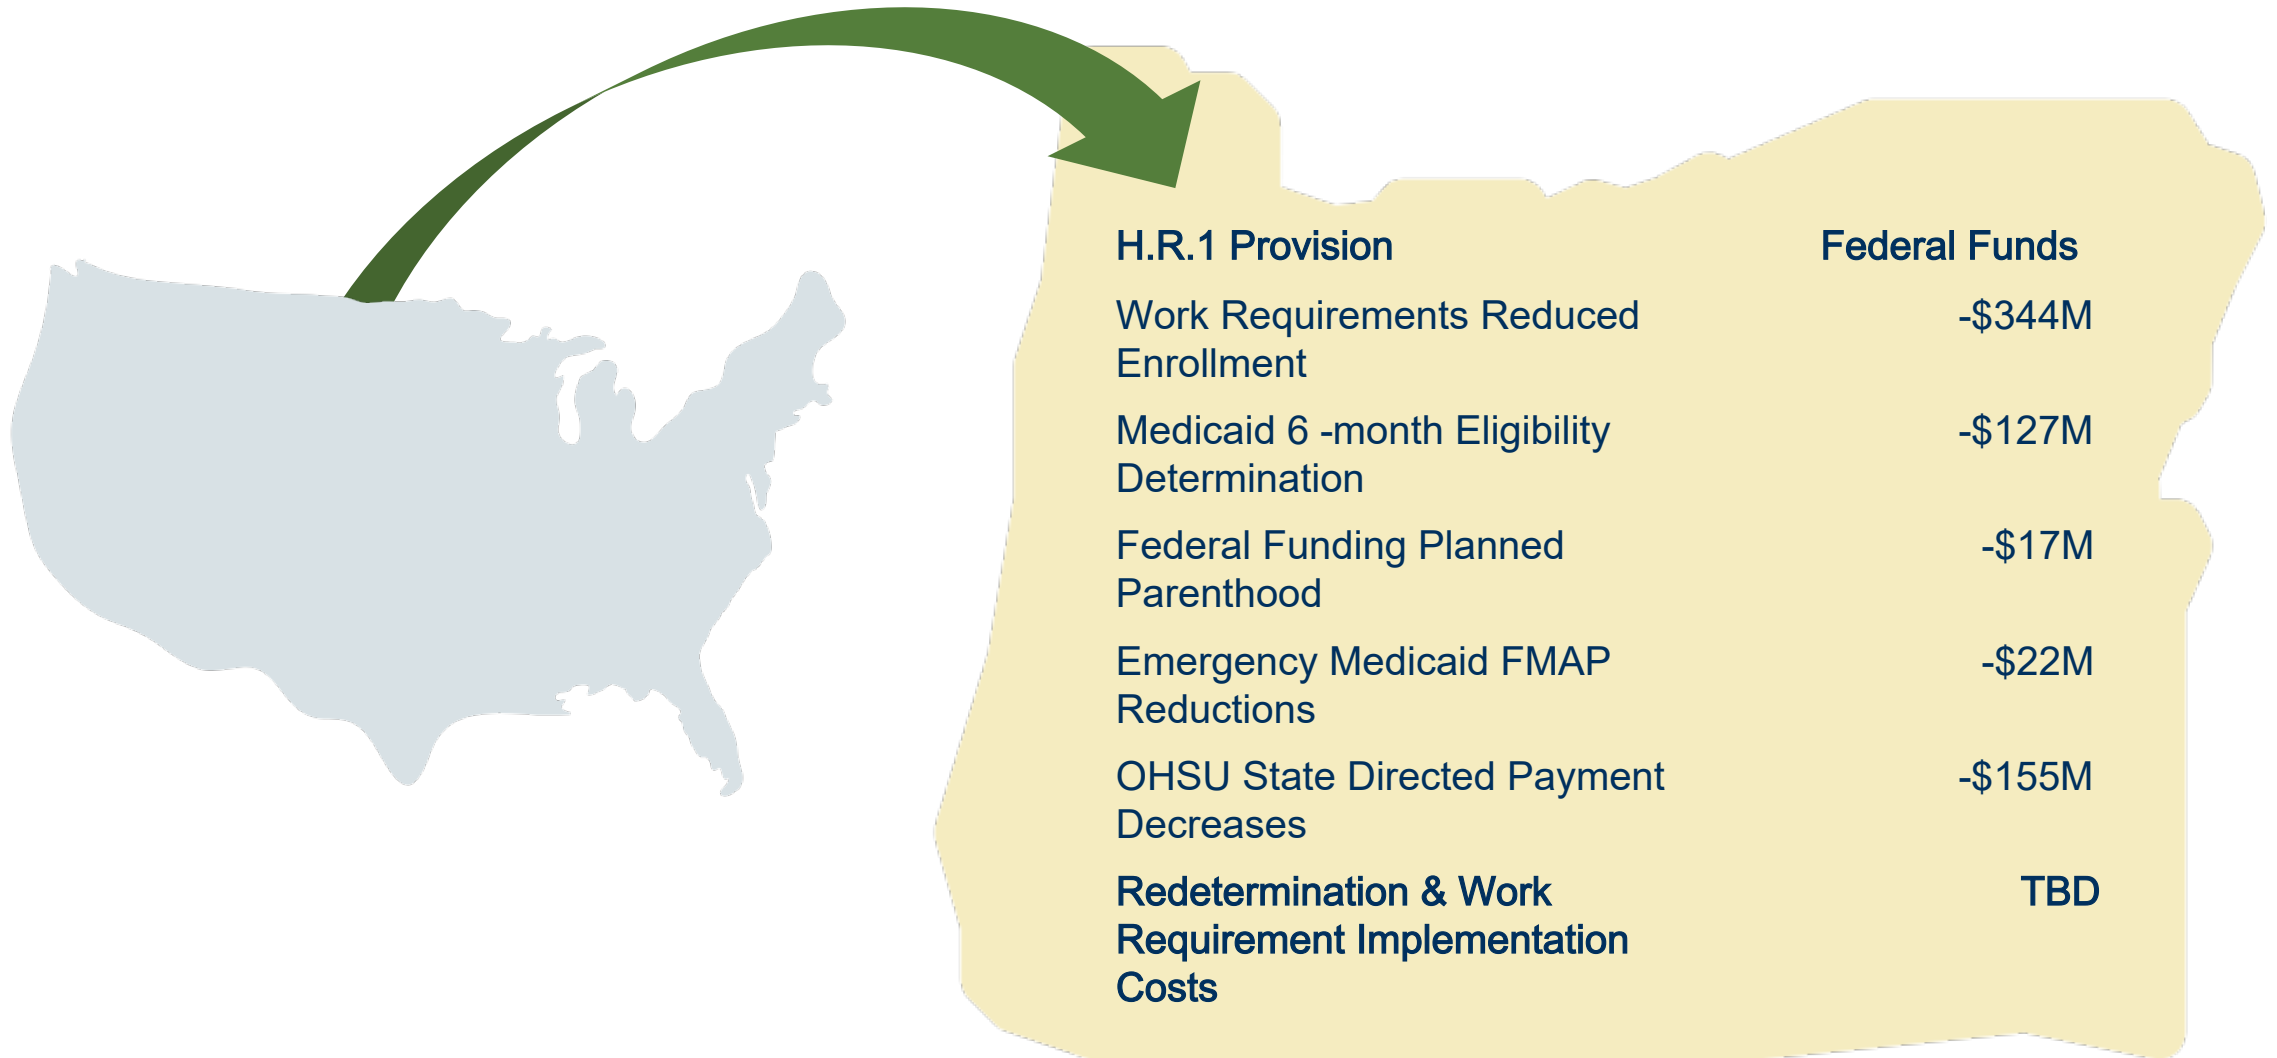 H.R.1 Provision Federal Funds
Work Requirements Reduced -$344M
Enrollment
Medicaid 6 -month Eligibility -$127M
Determination
Federal Funding Planned -$17M
Parenthood
Emergency Medicaid FMAP -$22M
Reductions
OHSU State Directed Payment -$155M
Decreases
Redetermination & Work TBD
Requirement Implementation
Costs